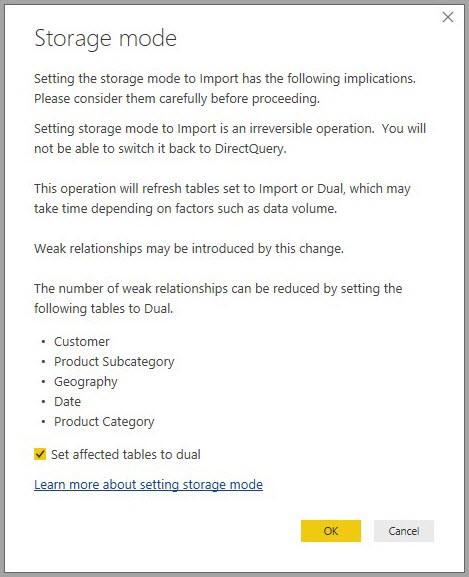 Storage mode
Setting the storage mode to Import has the following implications.
Please consider them carefully before proceeding.
Setting storage mode to Import is an irreversible operation.  You will
not be able to switch it back to DirectQuery.
This operation will refresh tables set to Import or Dual, which may
take time depending on factors such as data volume.
Weak relationships may be introduced by this change.
The number of weak relationships can be reduced by setting the
following tables to Dual.
• Customer
• Product Subcategory
• Geography
• Date
• Product Category
Set affected tables to dual
Learn more about setting storage mode
OK Cancel